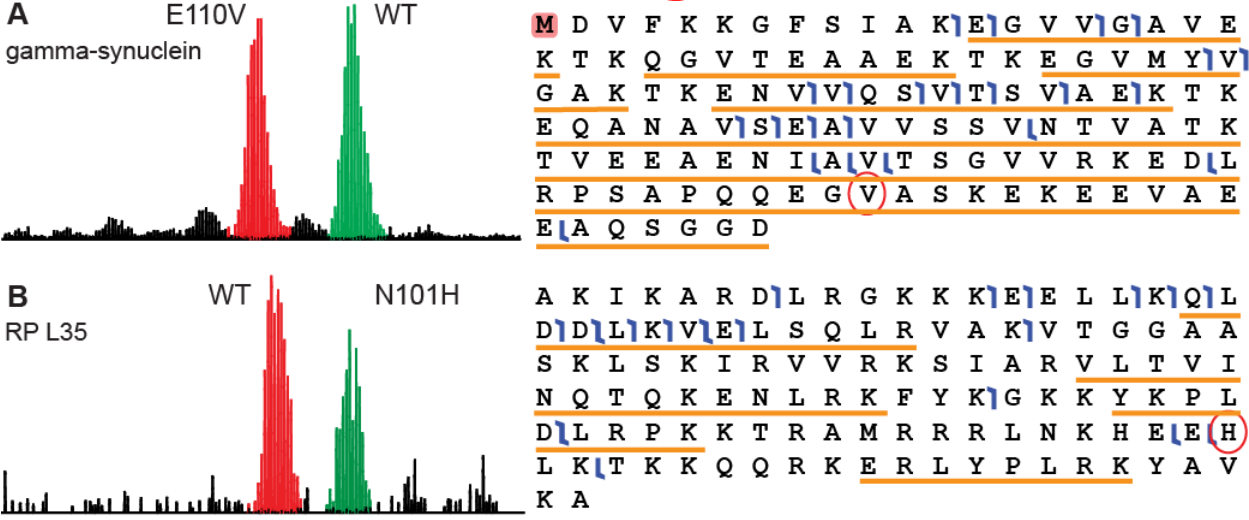 A
E110V
WT
gamma-synuclein
M D V F K K G F S I A K E G V V G A V E
K T K Q G V T E A A E K T K E G V M Y V
G A K T K E N V V Q S V T S V A E K T K
E Q A N A V S E A V V S S V N T V A T K
T V E E A E N I A V T S G V V R K E D L
R P S A P Q Q E G V A S K E K E E V A E
E A Q S G G D
B
WT
N101H
RP L35
A K I K A R D L R G K K K E E L L K Q L
D D L K V E L S Q L R V A K V T G G A A
S K L S K I R V V R K S I A R V L T V I
N Q T Q K E N L R K F Y K G K K Y K P L
D L R P K K T R A M R R R L N K H E E H
L K T K K Q Q R K E R L Y P L R K Y A V
K A